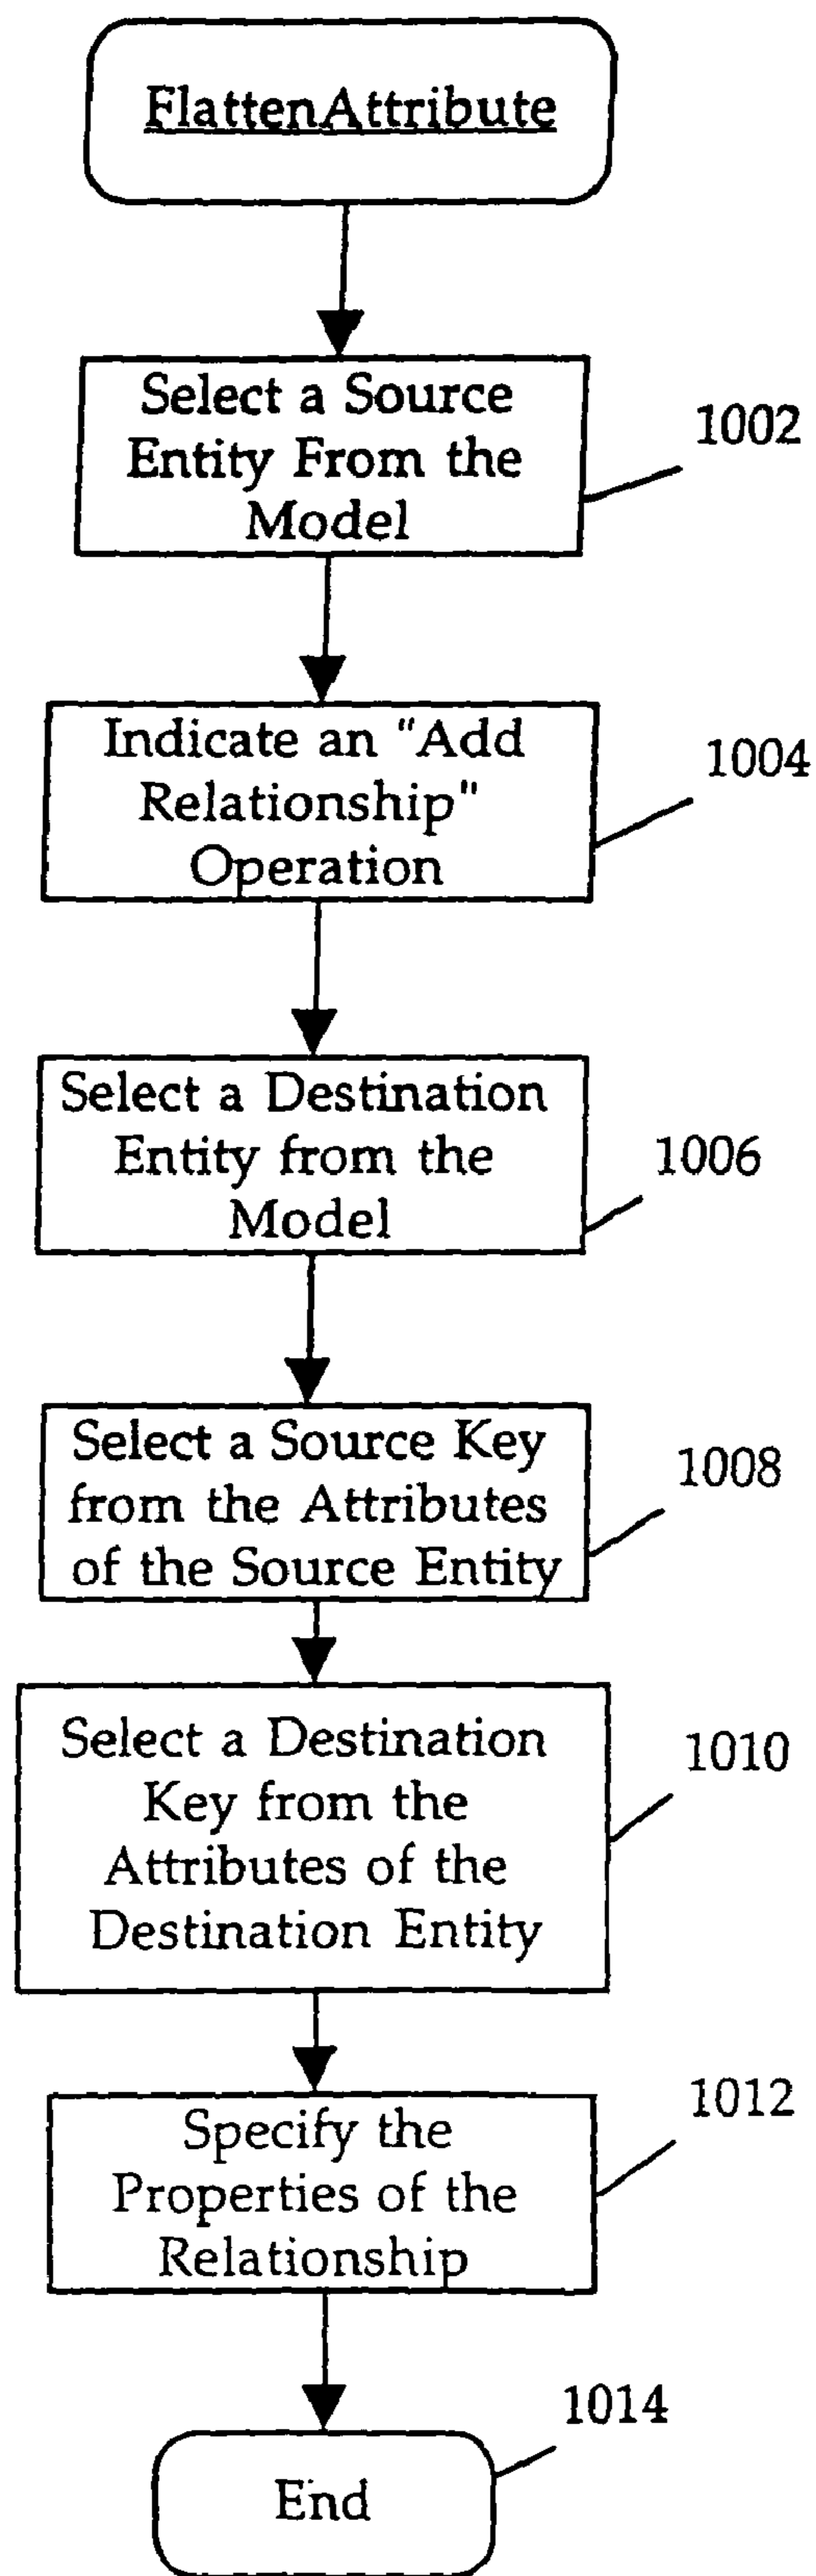 FlattenAttribute
Select a Source
Entity From the
Model
1002
Indicate an "Add
Relationship"
Operation
1004
Select a Destination
Entity from the
Model
1006
Select a Source Key
from the Attributes
of the Source Entity
1008
Select a Destination
Key from the
Attributes of the
Destination Entity
1010
Specify the
Properties of the
Relationship
1012
End
1014